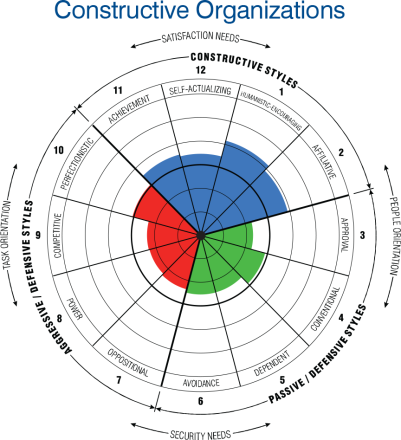 Constructive Organizations
SATISFACTION NEEDS
CONSTRUCTIVE STYLES
12
SELF-ACTUALIZING
1
HUMANISTIC-ENCOURAGING
2
AFFILIATIVE
PEOPLE ORIENTATION
3
APPROVAL
4
CONVENTIONAL
PASSIVE / DEFENSIVE STYLES
5
DEPENDENT
6
AVOIDANCE
SECURITY NEEDS
7
OPPOSITIONAL
8
POWER
AGGRESSIVE / DEFENSIVE STYLES
TASK ORIENTATION
9
COMPETITIVE
10
PERFECTIONISTIC
11
ACHIEVEMENT